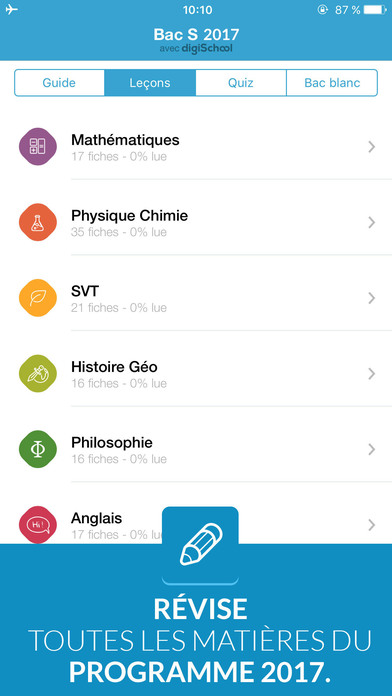 10:10
87 %
Bac S 2017
avec digiSchool
Guide
Leçons
Quiz
Bac blanc
Mathématiques
17 fiches - 0% lue
Physique Chimie
35 fiches - 0% lue
SVT
21 fiches - 0% lue
Histoire Géo
16 fiches - 0% lue
Φ
Philosophie
16 fiches - 0% lue
Hi !
Anglais
17 fiches - 0%
RÉVISE
TOUTES LES MATIÈRES DU
PROGRAMME 2017.